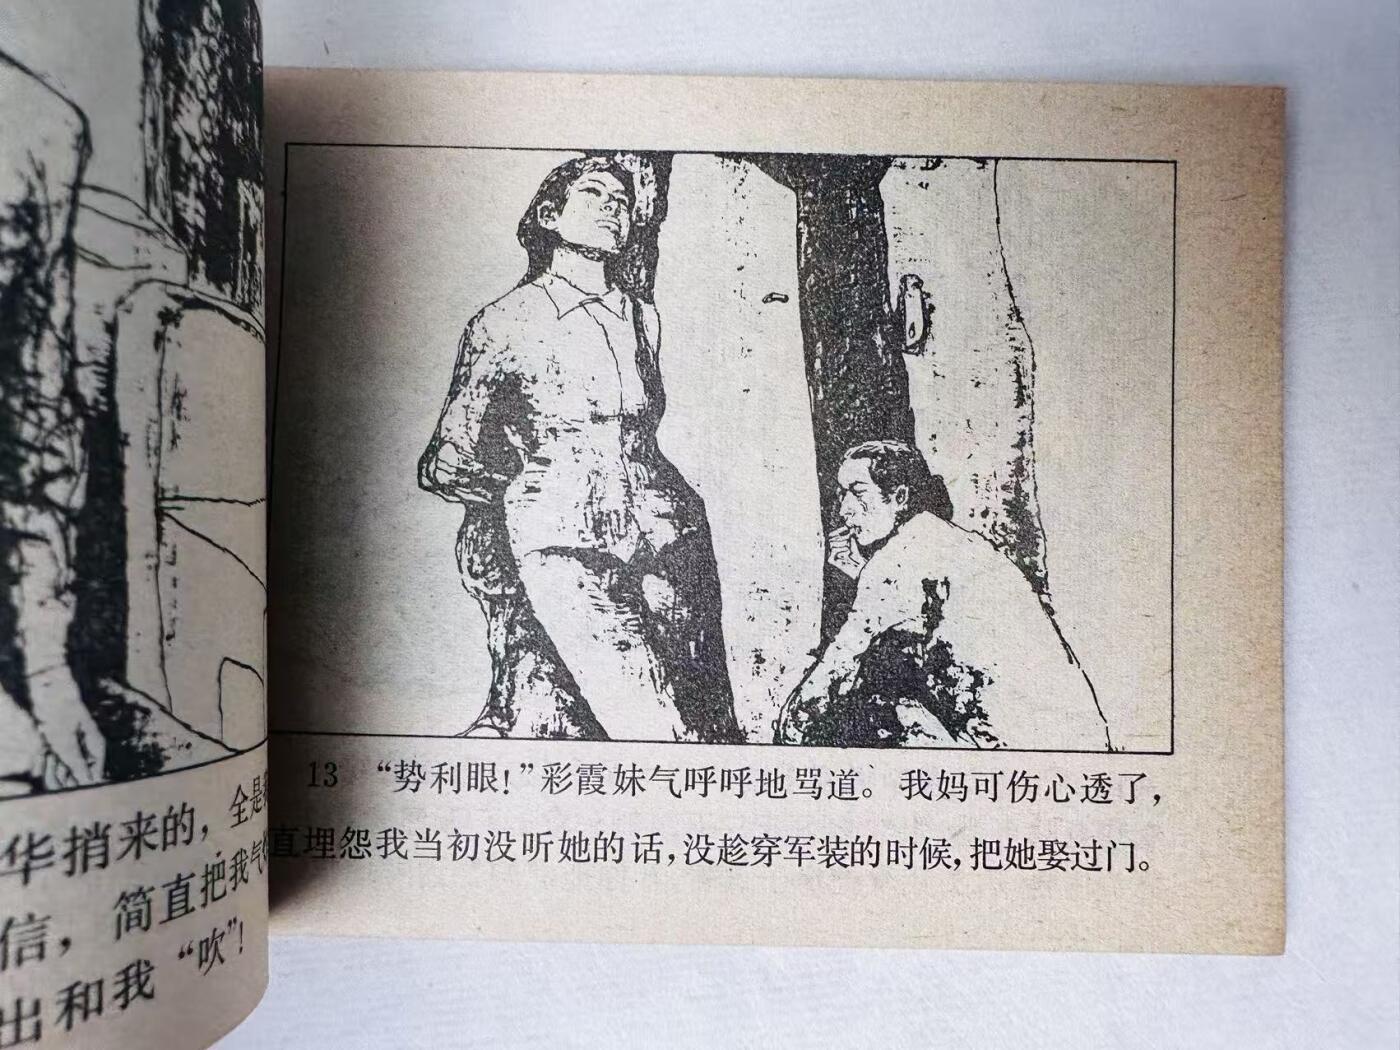 华捎来的，全是
信，简直把我气
出和我“吹”！
13 “势利眼！”彩霞妹气呼呼地骂道。我妈可伤心透了，
直埋怨我当初没听她的话，没趁穿军装的时候，把她娶过门。